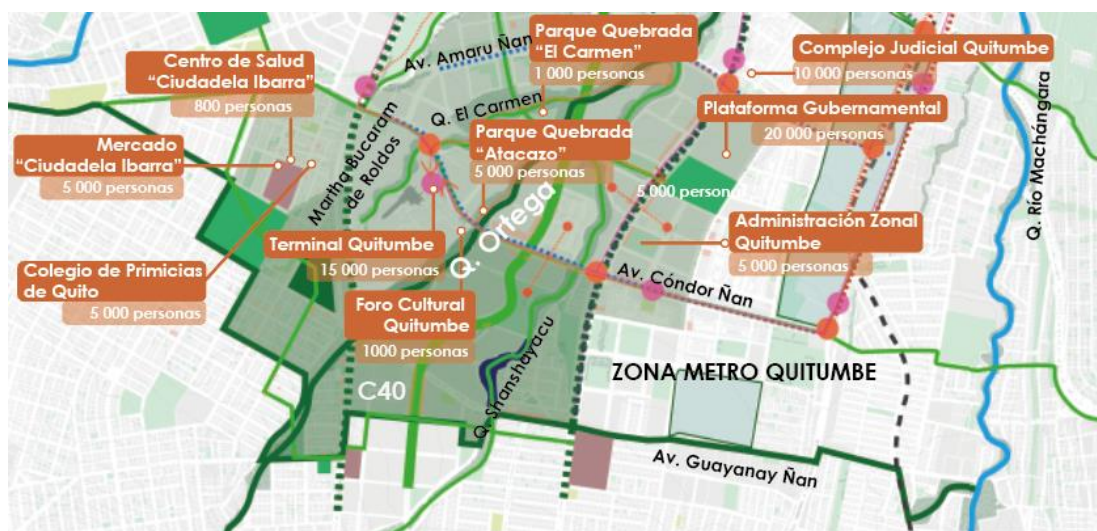 Parque Quebrada
“El Carmen”
1 000 personas
Complejo Judicial Quitumbe
10 000 personas
Centro de Salud
“Ciudadela Ibarra”
800 personas
Av. Amaru Ñan
Q. El Carmen
Plataforma Gubernamental
20 000 personas
Mercado
“Ciudadela Ibarra”
5 000 personas
Parque Quebrada
“Atacazo”
5 000 personas
Martha Bucaram
de Roldos
5 000 personas
Q. Río Machángara
Terminal Quitumbe
15 000 personas
Q. Ortega
Administración Zonal
Quitumbe
5 000 personas
Colegio de Primicias
de Quito
5 000 personas
Av. Cóndor Ñan
Foro Cultural
Quitumbe
1000 personas
Q. Shanshayacu
ZONA METRO QUITUMBE
C40
Av. Guayanay Ñan